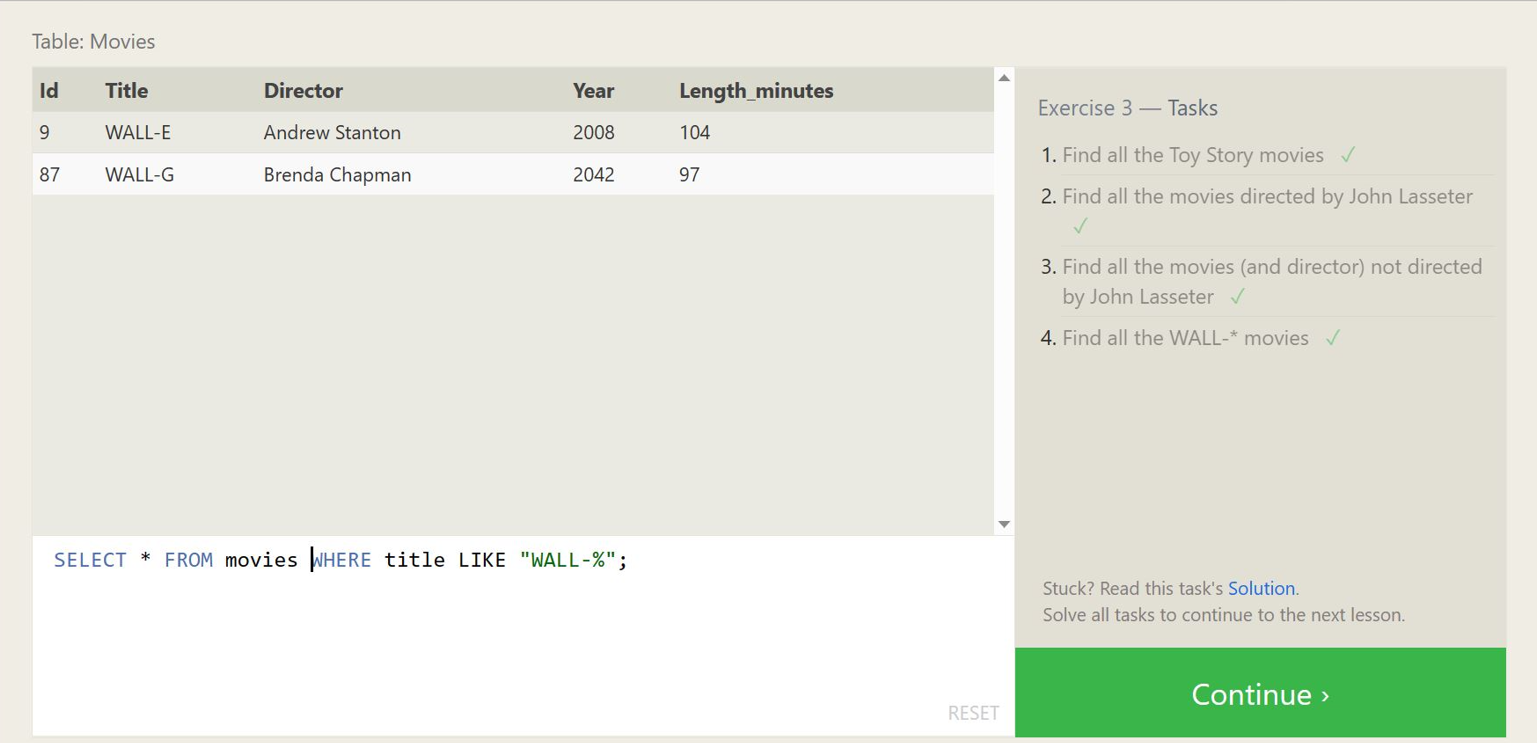 Table: Movies
Id Title Director Year Length_minutes
9 WALL-E Andrew Stanton 2008 104
87 WALL-G Brenda Chapman 2042 97
SELECT * FROM movies WHERE title LIKE "WALL-%";
RESET
Exercise 3 — Tasks
1. Find all the Toy Story movies ✓
2. Find all the movies directed by John Lasseter
✓
3. Find all the movies (and director) not directed
by John Lasseter ✓
4. Find all the WALL-* movies ✓
Stuck? Read this task's Solution.
Solve all tasks to continue to the next lesson.
Continue ›